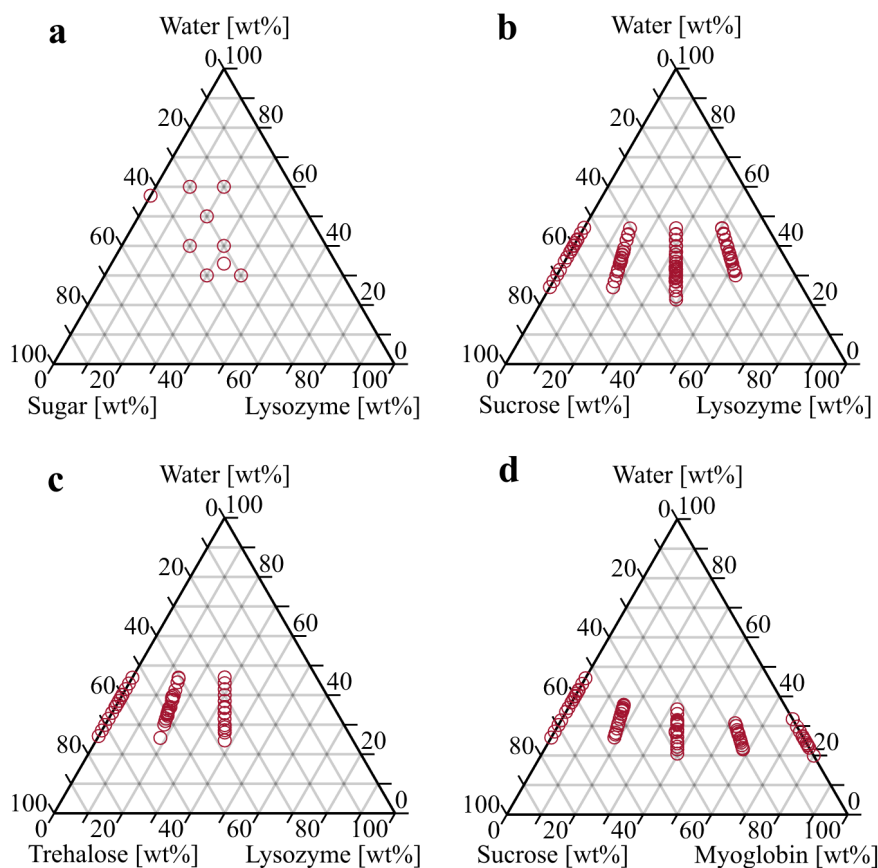 a
Water [wt%]
0 100
20 80
40 60
60 40
80 20
100 0
0 20 40 60 80 100
Sugar [wt%] Lysozyme [wt%]
b
Water [wt%]
0 100
20 80
40 60
60 40
80 20
100 0
0 20 40 60 80 100
Sucrose [wt%] Lysozyme [wt%]
c
Water [wt%]
0 100
20 80
40 60
60 40
80 20
100 0
0 20 40 60 80 100
Trehalose [wt%] Lysozyme [wt%]
d
Water [wt%]
0 100
20 80
40 60
60 40
80 20
100 0
0 20 40 60 80 100
Sucrose [wt%] Myoglobin [wt%]